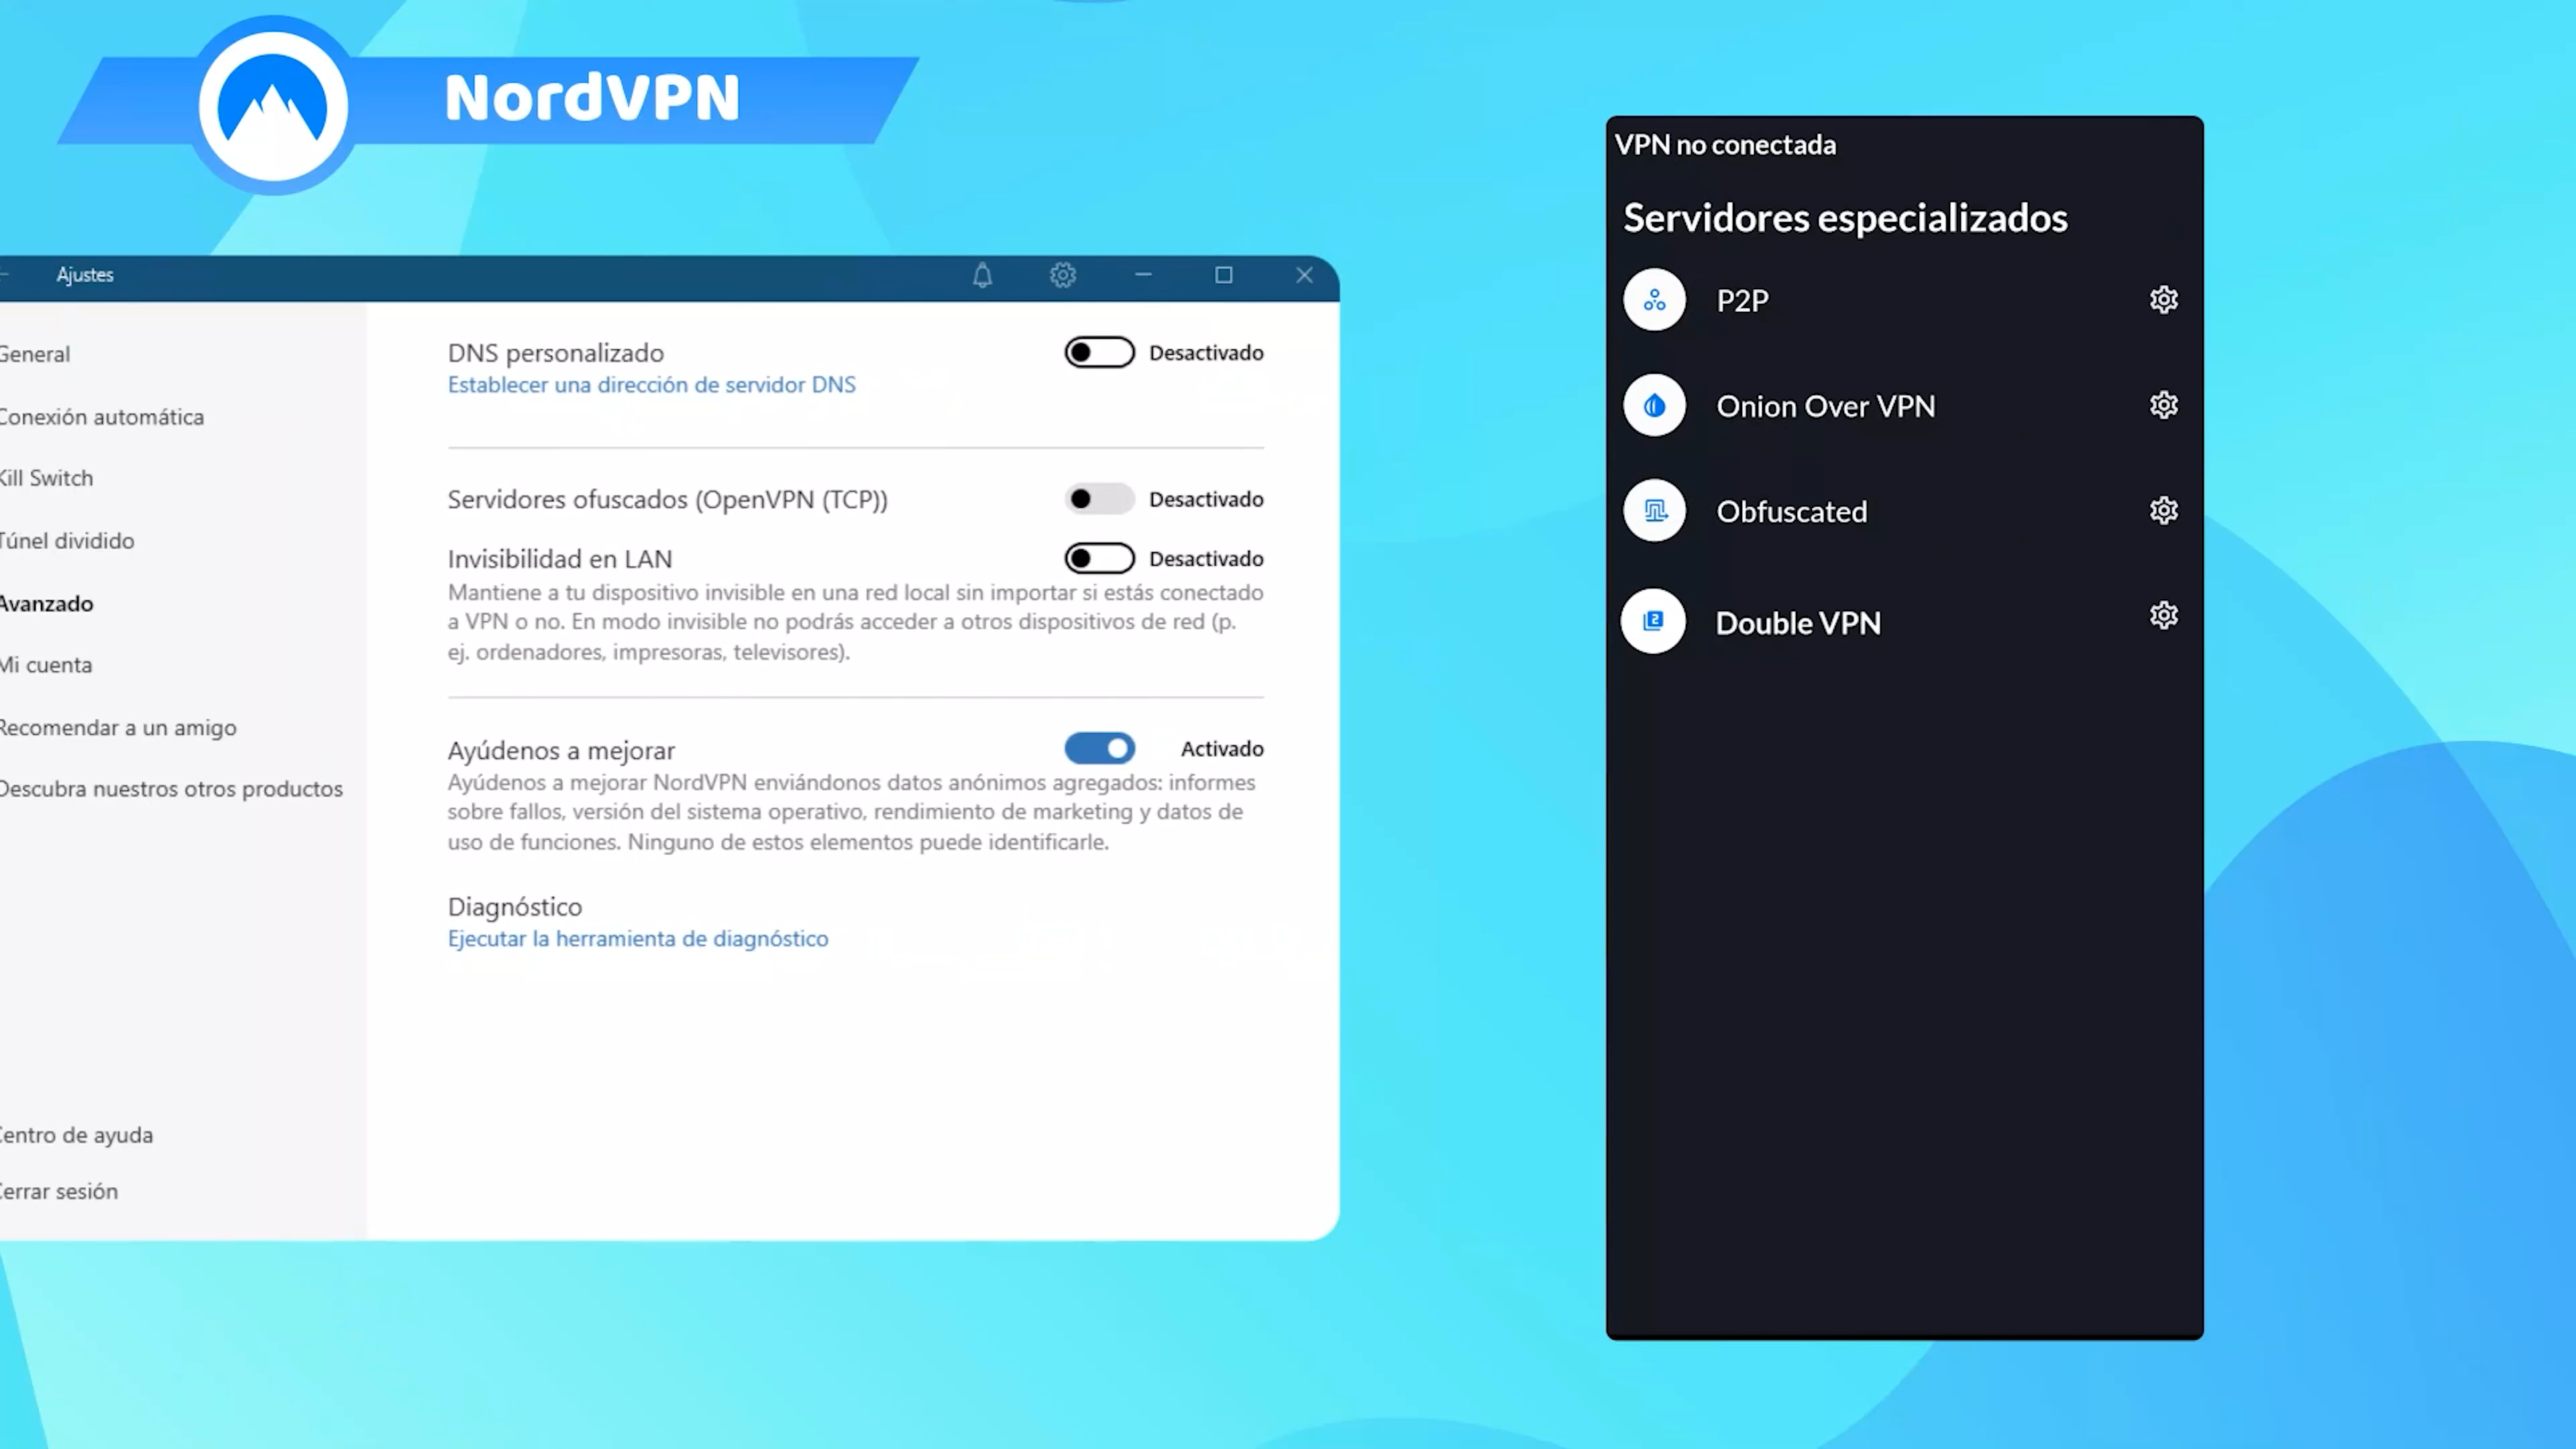 NordVPN
Ajustes
General
Conexión automática
Kill Switch
Túnel dividido
Avanzado
Mi cuenta
Recomendar a un amigo
Descubra nuestros otros productos
Centro de ayuda
Cerrar sesión
DNS personalizado
Desactivado
Establecer una dirección de servidor DNS
Servidores ofuscados (OpenVPN (TCP))
Desactivado
Invisibilidad en LAN
Desactivado
Mantiene a tu dispositivo invisible en una red local sin importar si estás conectado
a VPN o no. En modo invisible no podrás acceder a otros dispositivos de red (p.
ej. ordenadores, impresoras, televisores).
Ayúdenos a mejorar
Activado
Ayúdenos a mejorar NordVPN enviándonos datos anónimos agregados: informes
sobre fallos, versión del sistema operativo, rendimiento de marketing y datos de
uso de funciones. Ninguno de estos elementos puede identificarle.
Diagnóstico
Ejecutar la herramienta de diagnóstico
VPN no conectada
Servidores especializados
P2P
Onion Over VPN
Obfuscated
2
Double VPN